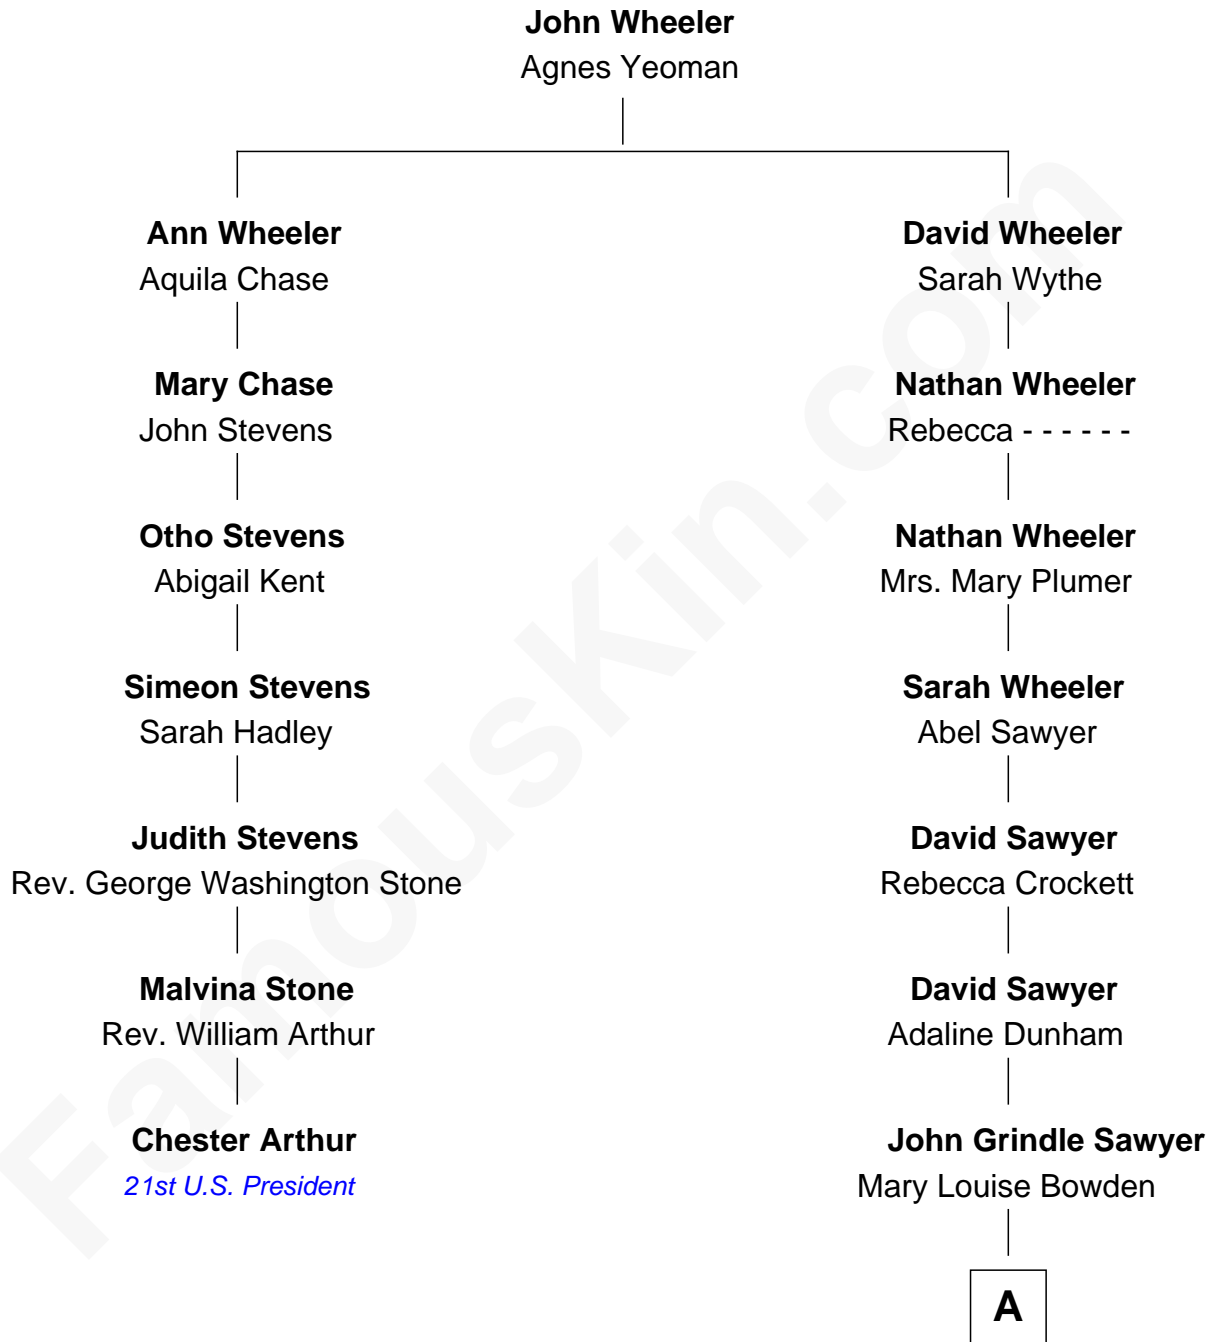 John Wheeler
Agnes Yeoman
Ann Wheeler
Aquila Chase
David Wheeler
Sarah Wythe
Mary Chase
John Stevens
Nathan Wheeler
Rebecca - - - - - -
Otho Stevens
Abigail Kent
Nathan Wheeler
Mrs. Mary Plumer
Simeon Stevens
Sarah Hadley
Sarah Wheeler
Abel Sawyer
Judith Stevens
Rev. George Washington Stone
David Sawyer
Rebecca Crockett
Malvina Stone
Rev. William Arthur
David Sawyer
Adaline Dunham
Chester Arthur
21st U.S. President
John Grindle Sawyer
Mary Louise Bowden
A
FamousKin.com